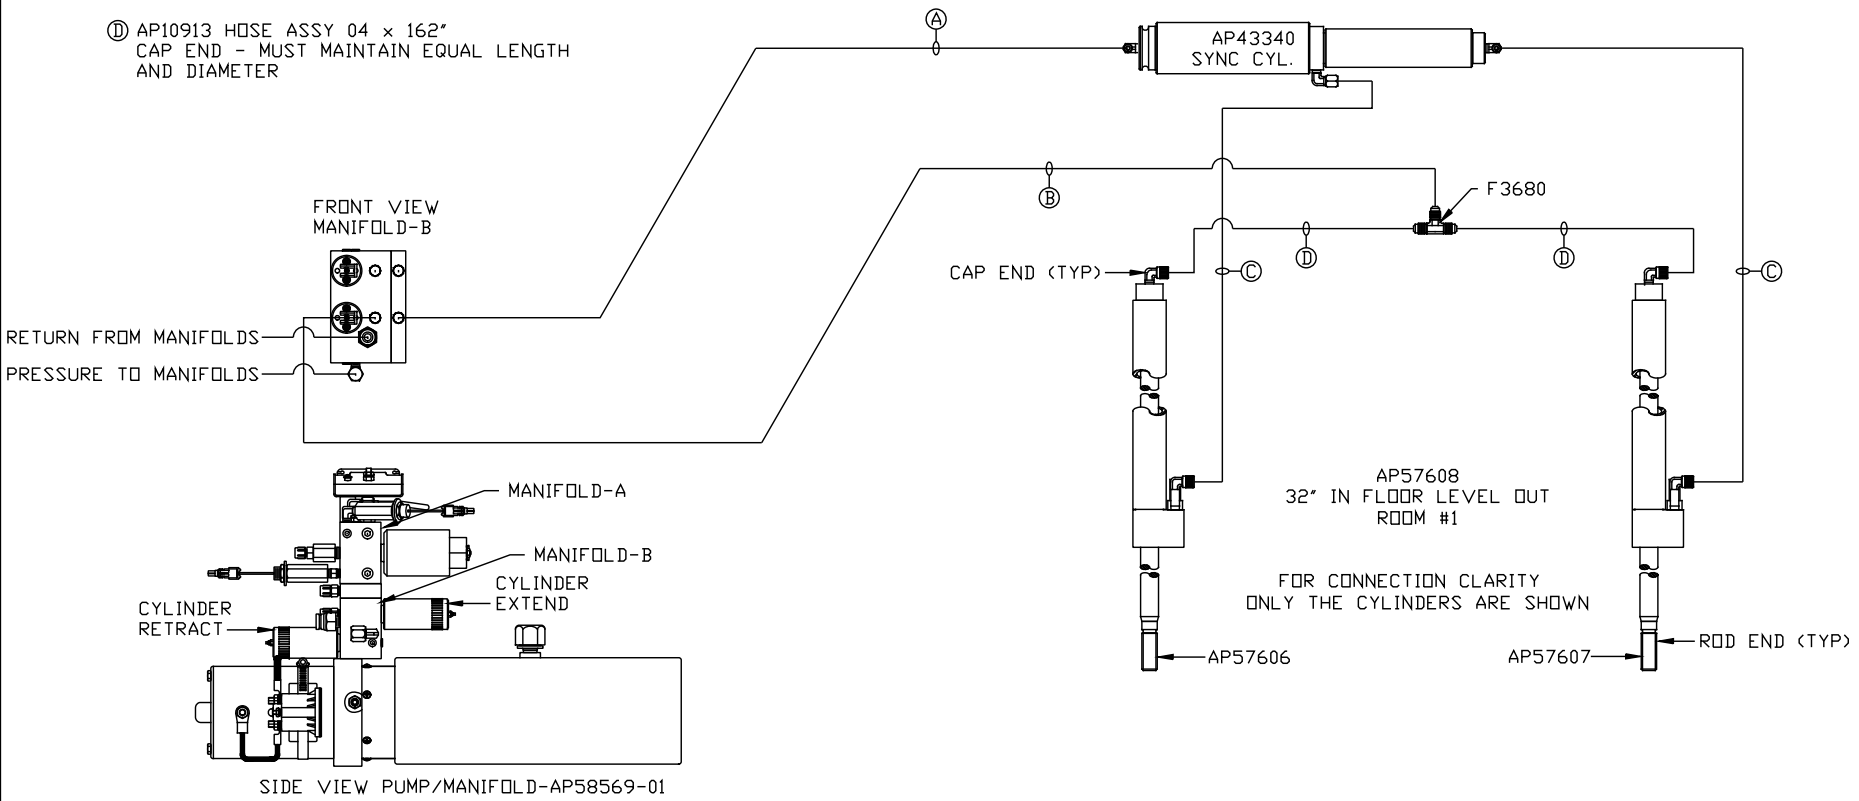 D AP10913 HOSE ASSY 04 x 162"
CAP END - MUST MAINTAIN EQUAL LENGTH
AND DIAMETER
A
AP43340
SYNC CYL.
B
F3680
FRONT VIEW
MANIFOLD-B
D
D
CAP END (TYP)
C
C
RETURN FROM MANIFOLDS
PRESSURE TO MANIFOLDS
AP57608
32" IN FLOOR LEVEL OUT
ROOM #1
MANIFOLD-A
MANIFOLD-B
CYLINDER
EXTEND
CYLINDER
RETRACT
FOR CONNECTION CLARITY
ONLY THE CYLINDERS ARE SHOWN
AP57606
AP57607
ROD END (TYP)
SIDE VIEW PUMP/MANIFOLD-AP58569-01